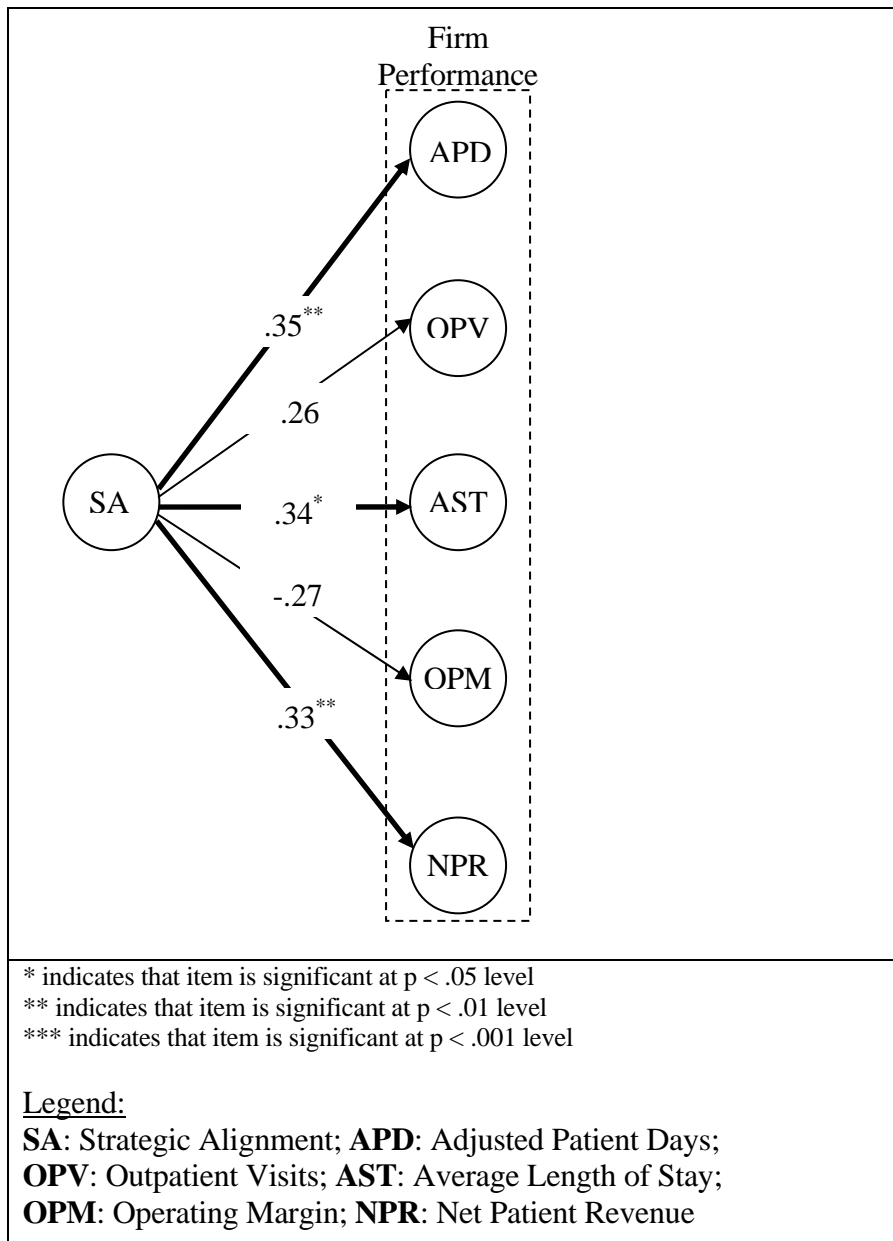 Firm
Performance
APD
.35**
OPV
.26
SA
.34*
AST
-.27
OPM
.33**
NPR
* indicates that item is significant at p < .05 level
** indicates that item is significant at p < .01 level
*** indicates that item is significant at p < .001 level
Legend:
SA: Strategic Alignment; APD: Adjusted Patient Days;
OPV: Outpatient Visits; AST: Average Length of Stay;
OPM: Operating Margin; NPR: Net Patient Revenue